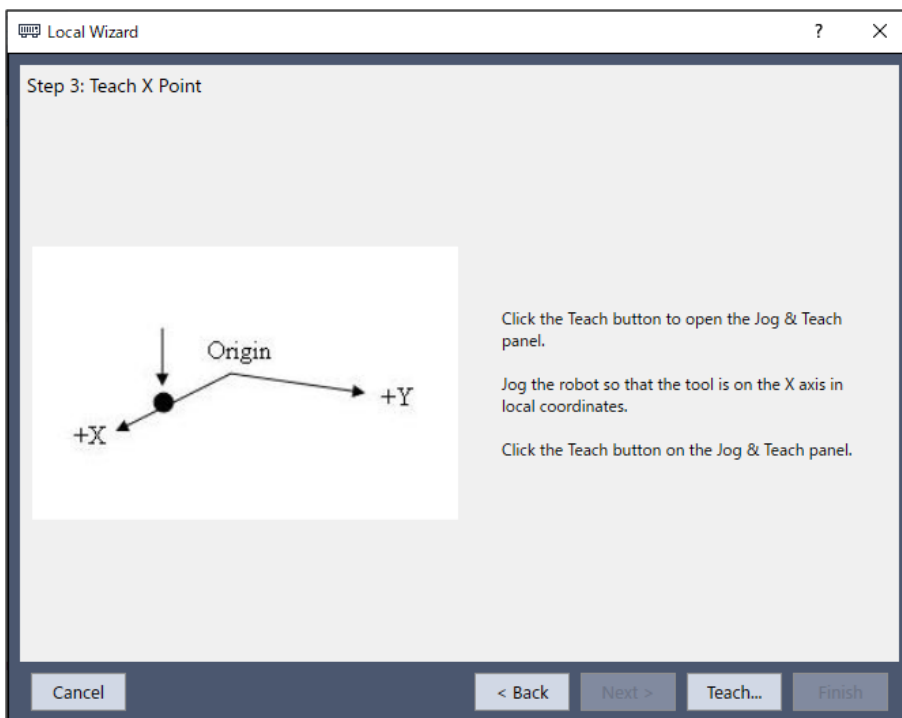 Local Wizard
?
Step 3: Teach X Point
Origin
+Y
+X
Click the Teach button to open the Jog & Teach
panel.
Jog the robot so that the tool is on the X axis in
local coordinates.
Click the Teach button on the Jog & Teach panel.
Cancel
< Back
Next >
Teach...
Finish